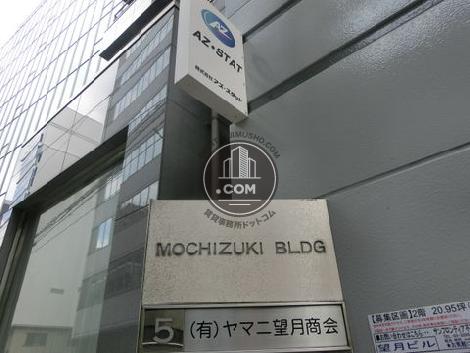 AZ
AZ・STAT
株式会社 アズ・スタット
JIMUSHO.COM
.COM
賃貸事務所ドットコム
MOCHIZUKI BLDG
5 (有)ヤマニ望月商会
【募集区画】2階 20.95坪
望月ビル